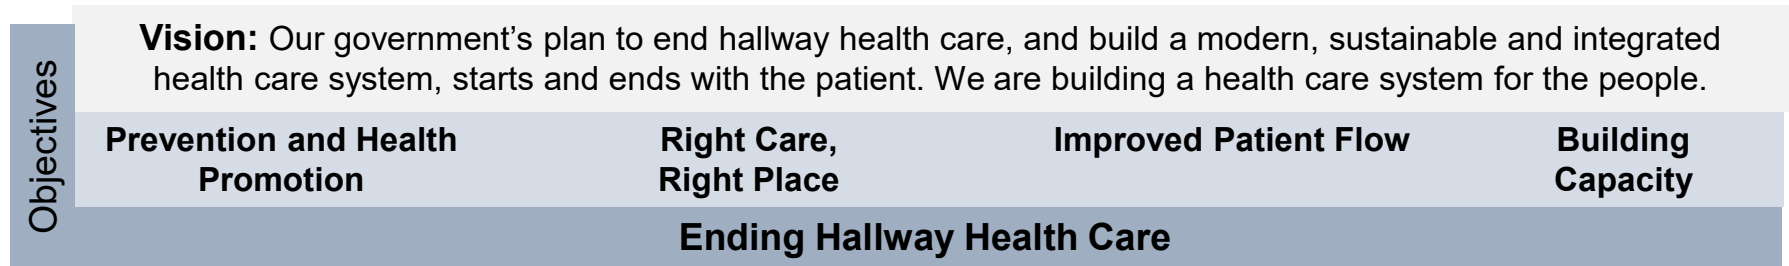 Vision: Our government’s plan to end hallway health care, and build a modern, sustainable and integrated
health care system, starts and ends with the patient. We are building a health care system for the people.
Objectives
Prevention and Health
Promotion
Right Care,
Right Place
Improved Patient Flow
Building
Capacity
Ending Hallway Health Care